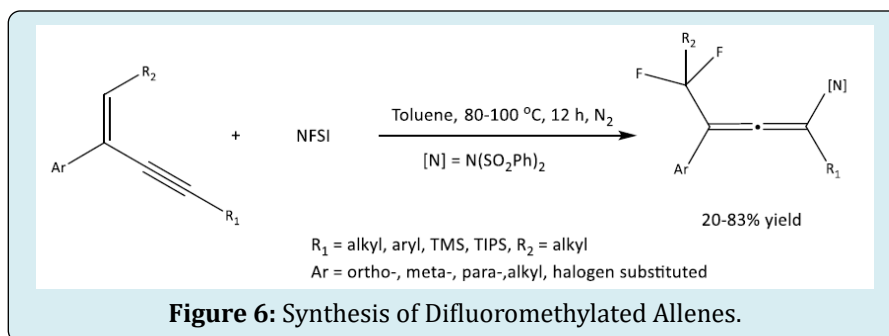 R₂
Ar
R₁
+
NFSI
Toluene, 80-100 °C, 12 h, N₂
[N] = N(SO₂Ph)₂
R₂
F
F
[N]
Ar
R₁
20-83% yield
R₁ = alkyl, aryl, TMS, TIPS, R₂ = alkyl
Ar = ortho-, meta-, para-,alkyl, halogen substituted
Figure 6: Synthesis of Difluoromethylated Allenes.